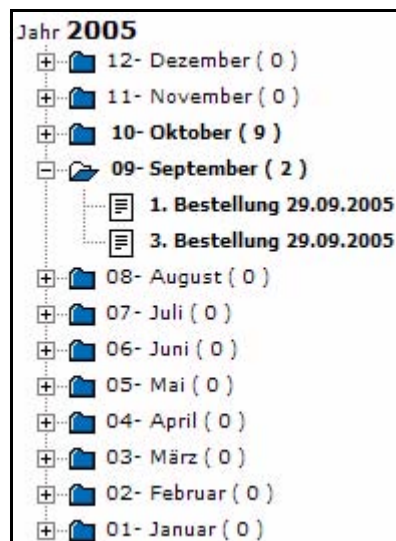 Jahr 2005
12- Dezember ( 0 )
11- November ( 0 )
10- Oktober ( 9 )
09- September ( 2 )
1. Bestellung 29.09.2005
3. Bestellung 29.09.2005
08- August ( 0 )
07- Juli ( 0 )
06- Juni ( 0 )
05- Mai ( 0 )
04- April ( 0 )
03- März ( 0 )
02- Februar ( 0 )
01- Januar ( 0 )